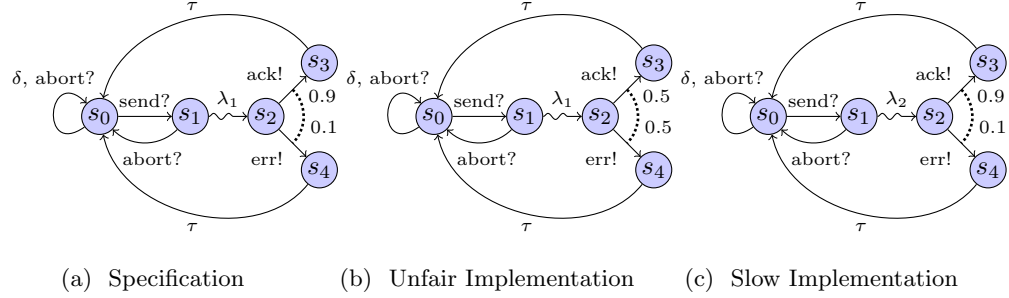 τ τ τ
s₃ s₃ s₃
δ, abort? ack! δ, abort? ack! δ, abort? ack!
send? λ₁ 0.9 send? λ₁ 0.5 send? λ₂ 0.9
s₀ s₁ s₂ s₀ s₁ s₂ s₀ s₁ s₂
0.1 0.5 0.1
abort? err! abort? err! abort? err!
s₄ s₄ s₄
τ τ τ
(a) Specification (b) Unfair Implementation (c) Slow Implementation